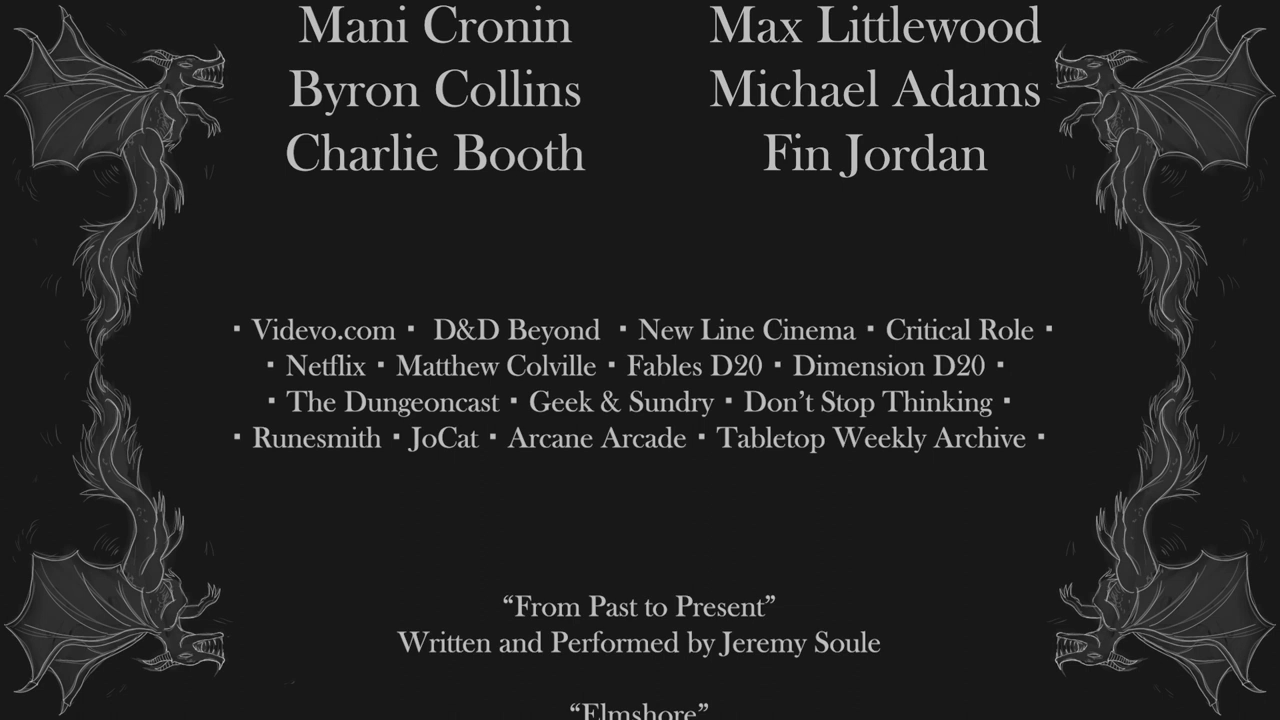 Mani Cronin Max Littlewood
Byron Collins Michael Adams
Charlie Booth Fin Jordan
▪ Videvo.com ▪ D&D Beyond ▪ New Line Cinema ▪ Critical Role ▪
▪ Netflix ▪ Matthew Colville ▪ Fables D20 ▪ Dimension D20 ▪
▪ The Dungeoncast ▪ Geek & Sundry ▪ Don’t Stop Thinking ▪
▪ Runesmith ▪ JoCat ▪ Arcane Arcade ▪ Tabletop Weekly Archive ▪
“From Past to Present”
Written and Performed by Jeremy Soule
“Elmshore”